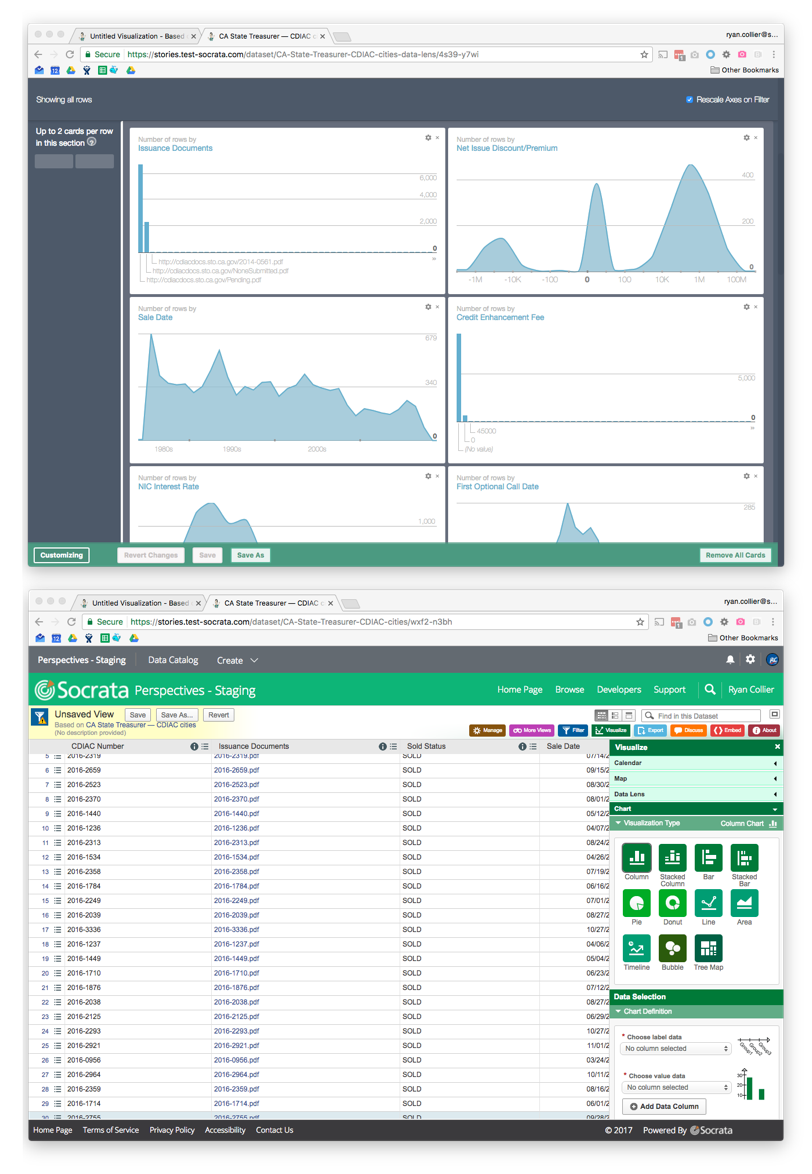 Untitled Visualization - Based
CA State Treasurer — CDIAC
ryan.collier@s...
Secure
https://stories.test-socrata.com/dataset/CA-State-Treasurer-CDIAC-cities-data-lens/4s39-y7wi
Other Bookmarks
Showing all rows
Rescale Axes on Filter
Up to 2 cards per row
in this section ?
Number of rows by
Issuance Documents
6,000
4,000
2,000
0
http://cdiacdocs.sto.ca.gov/2014-0561.pdf
http://cdiacdocs.sto.ca.gov/NoneSubmitted.pdf
http://cdiacdocs.sto.ca.gov/Pending.pdf
Number of rows by
Net Issue Discount/Premium
400
200
0
-1M -10K -100 0 100 10K 1M 100M
Number of rows by
Sale Date
679
340
0
1980s 1990s 2000s
Number of rows by
Credit Enhancement Fee
6,000
0
45000
0
(No value)
Number of rows by
NIC Interest Rate
1,000
Number of rows by
First Optional Call Date
285
Customizing
Revert Changes
Save
Save As
Remove All Cards
Untitled Visualization - Based
CA State Treasurer — CDIAC
ryan.collier@s...
Secure
https://stories.test-socrata.com/dataset/CA-State-Treasurer-CDIAC-cities/wxf2-n3bh
Other Bookmarks
Perspectives - Staging
Data Catalog
Create
Socrata Perspectives - Staging
Home Page
Browse
Developers
Support
Ryan Collier
Unsaved View
Save
Save As...
Revert
Based on CA State Treasurer — CDIAC cities
(No description provided)
Find in this Dataset
Manage
More Views
Filter
Visualize
Export
Discuss
Embed
About
CDIAC Number
Issuance Documents
Sold Status
Sale Date
5 2016-2319 2016-2319.pdf SOLD 07/14/2
6 2016-2659 2016-2659.pdf SOLD 09/15/2
7 2016-2523 2016-2523.pdf SOLD 08/30/2
8 2016-2370 2016-2370.pdf SOLD 08/01/2
9 2016-1440 2016-1440.pdf SOLD 05/12/2
10 2016-1236 2016-1236.pdf SOLD 04/07/2
11 2016-2313 2016-2313.pdf SOLD 08/24/2
12 2016-1534 2016-1534.pdf SOLD 04/26/2
13 2016-2358 2016-2358.pdf SOLD 07/19/2
14 2016-1784 2016-1784.pdf SOLD 06/16/2
15 2016-2249 2016-2249.pdf SOLD 07/01/2
16 2016-2039 2016-2039.pdf SOLD 08/27/2
17 2016-3336 2016-3336.pdf SOLD 10/27/2
18 2016-1237 2016-1237.pdf SOLD 04/06/2
19 2016-1449 2016-1449.pdf SOLD 05/04/2
20 2016-1710 2016-1710.pdf SOLD 06/23/2
21 2016-1876 2016-1876.pdf SOLD 07/12/2
22 2016-2038 2016-2038.pdf SOLD 08/27/2
23 2016-2125 2016-2125.pdf SOLD 06/29/2
24 2016-2293 2016-2293.pdf SOLD 10/27/2
25 2016-2921 2016-2921.pdf SOLD 11/01/2
26 2016-0956 2016-0956.pdf SOLD 03/24/2
27 2016-2964 2016-2964.pdf SOLD 10/11/2
28 2016-2359 2016-2359.pdf SOLD 08/16/2
29 2016-1714 2016-1714.pdf SOLD 06/01/2
30 2016-2755 2016-2755.pdf SOLD 09/28/2
Visualize
Calendar
Map
Data Lens
Chart
Visualization Type
Column Chart
Column
Stacked Column
Bar
Stacked Bar
Pie
Donut
Line
Area
Timeline
Bubble
Tree Map
Data Selection
Chart Definition
* Choose label data
No column selected
Group1
Group2
Group3
* Choose value data
No column selected
30
20
10
Add Data Column
Home Page
Terms of Service
Privacy Policy
Accessibility
Contact Us
© 2017
Powered By Socrata